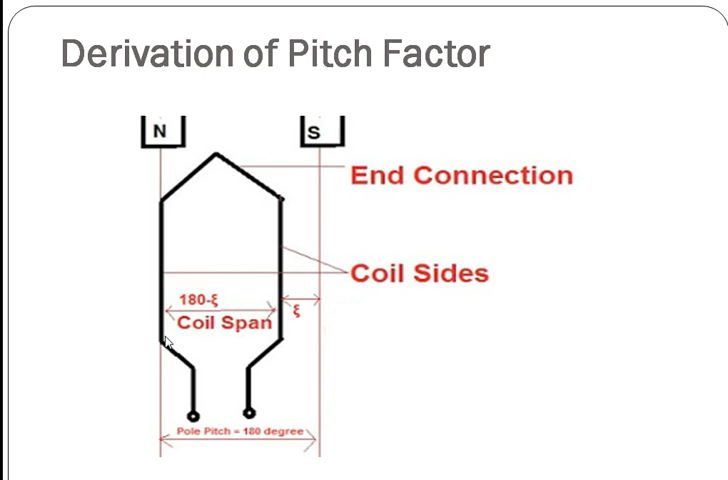 Derivation of Pitch Factor
N
S
End Connection
Coil Sides
180-ξ
ξ
Coil Span
Pole Pitch = 180 degree